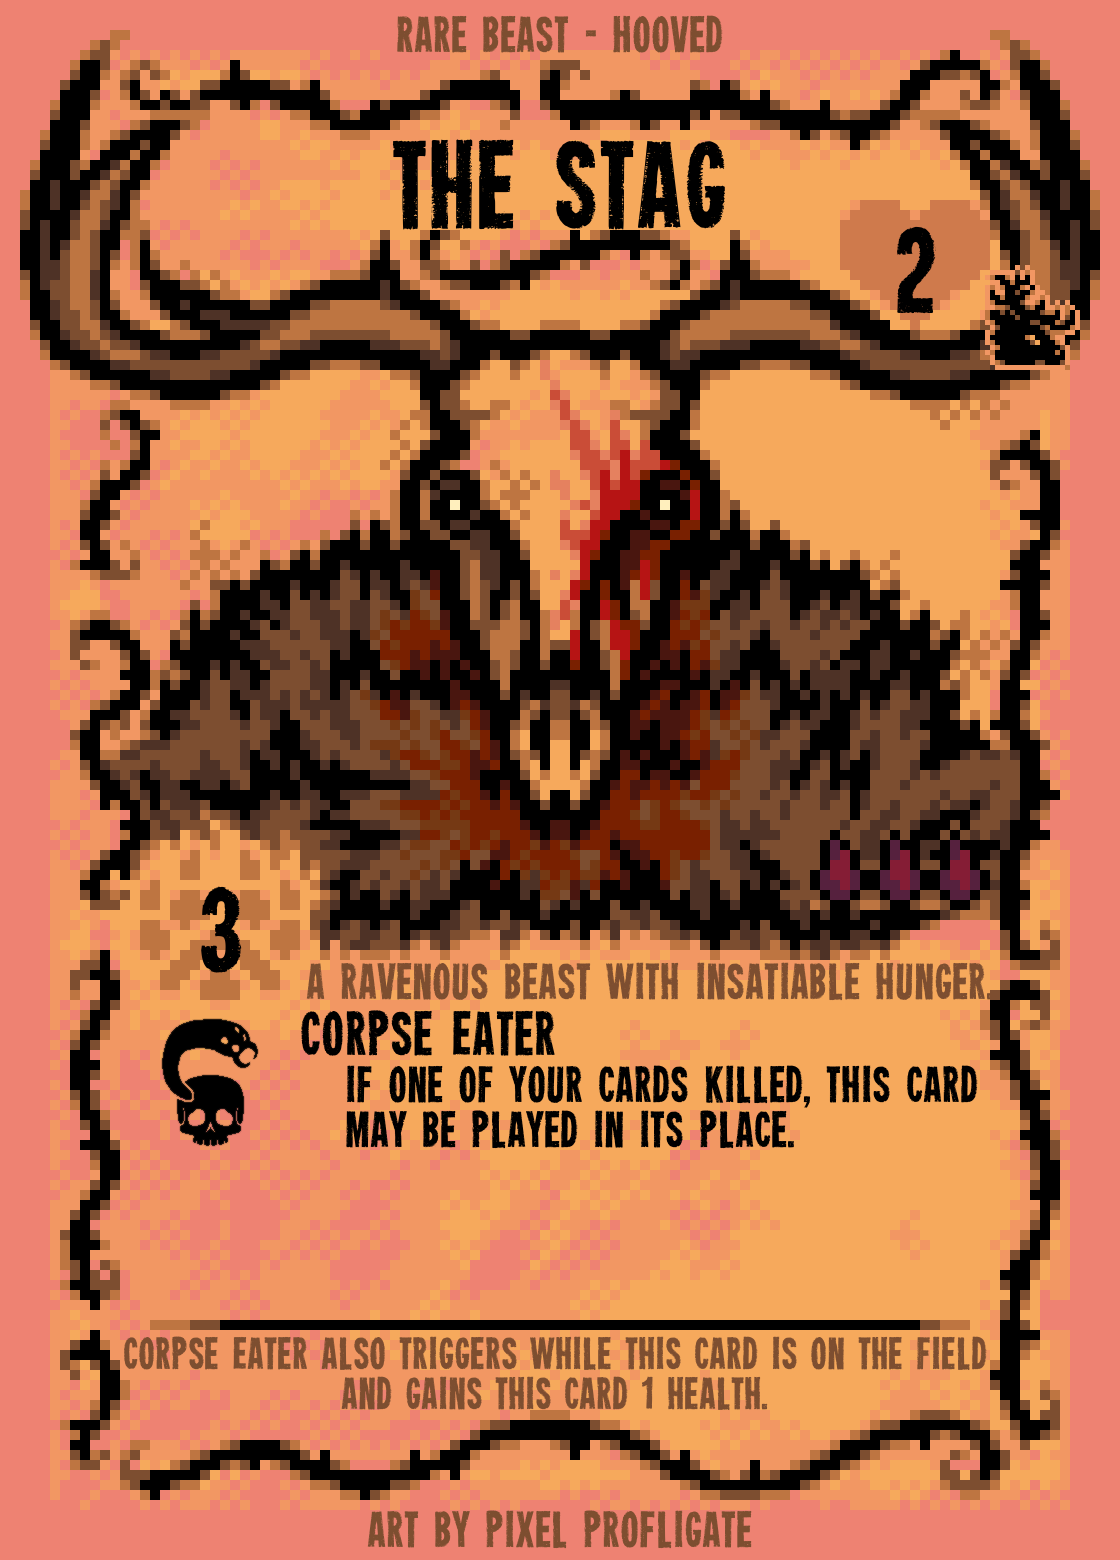 RARE BEAST - HOOVED
THE STAG
2
3
A RAVENOUS BEAST WITH INSATIABLE HUNGER.
CORPSE EATER
IF ONE OF YOUR CARDS KILLED, THIS CARD
MAY BE PLAYED IN ITS PLACE.
CORPSE EATER ALSO TRIGGERS WHILE THIS CARD IS ON THE FIELD
AND GAINS THIS CARD 1 HEALTH.
ART BY PIXEL PROFLIGATE